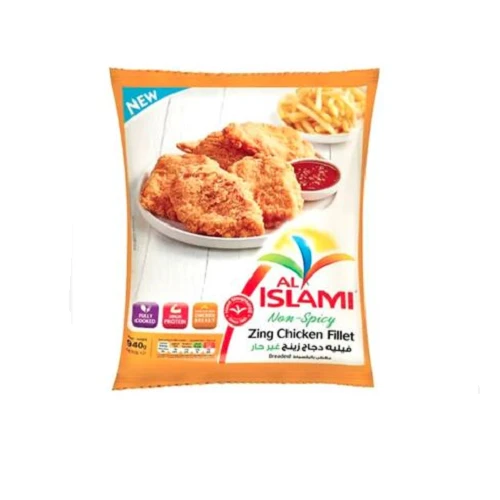 NEW
AL
ISLAMI
Non-Spicy
Zing Chicken Fillet
فيليه دجاج زينج غير حار
Breaded
FULLY
COOKED
HIGH
PROTEIN
CHICKEN
BREAST
940g